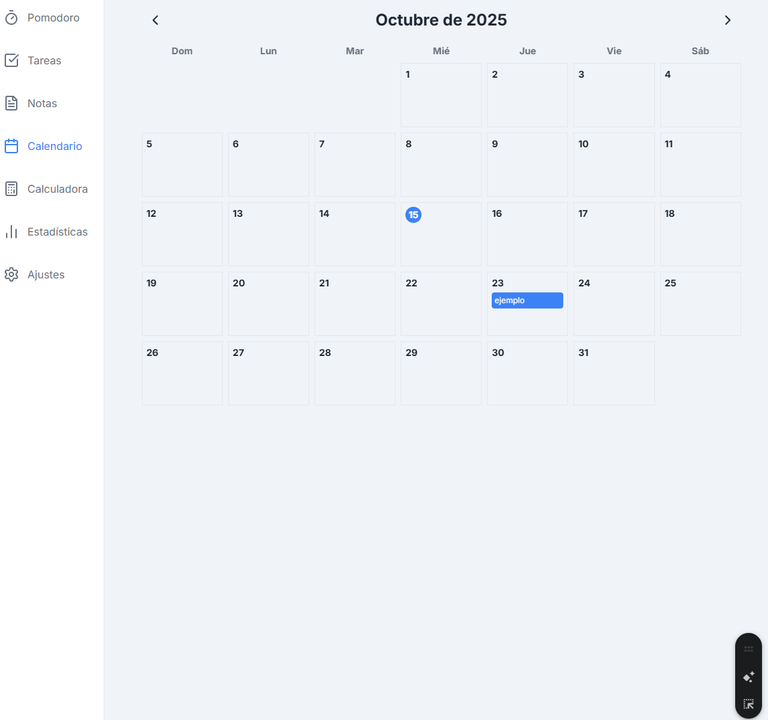 Pomodoro
Tareas
Notas
Calendario
Calculadora
Estadísticas
Ajustes
Octubre de 2025
Dom Lun Mar Mié Jue Vie Sáb
1 2 3 4
5 6 7 8 9 10 11
12 13 14 15 16 17 18
19 20 21 22 23 24 25
ejemplo
26 27 28 29 30 31